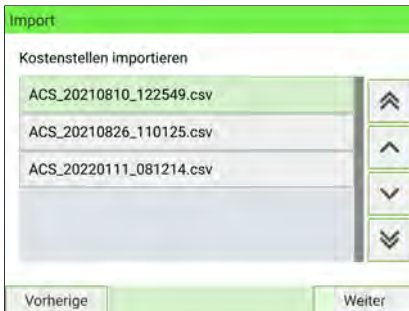 Import
Kostenstellen importieren
ACS_20210810_122549.csv
ACS_20210826_110125.csv
ACS_20220111_081214.csv
Vorherige
Weiter